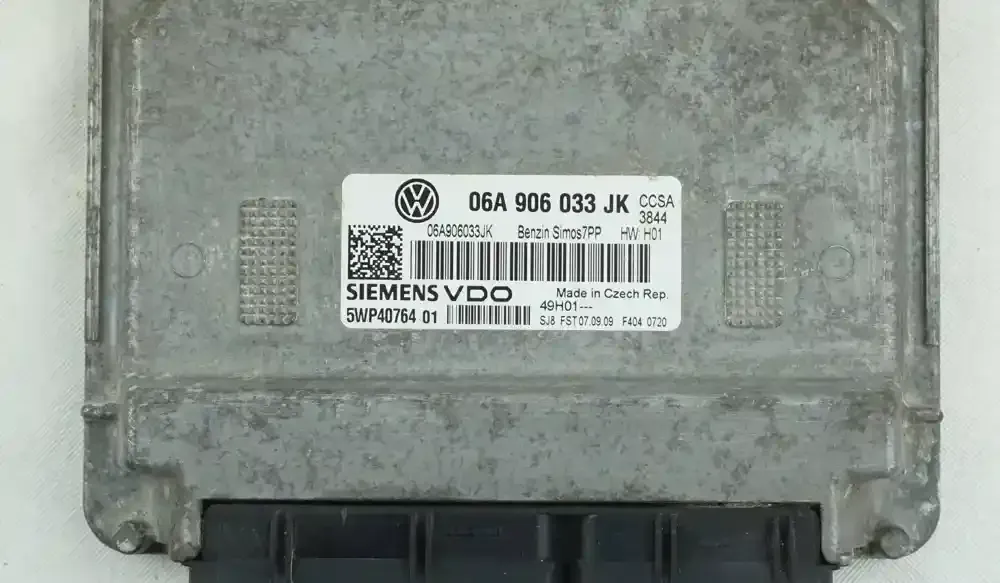 06A 906 033 JK CCSA
3844
06A906033JK Benzin Simos7PP HW: H01
SIEMENS VDO Made in Czech Rep.
5WP40764 01 49H01---
SJ8 FST 07.09.09 F404 0720